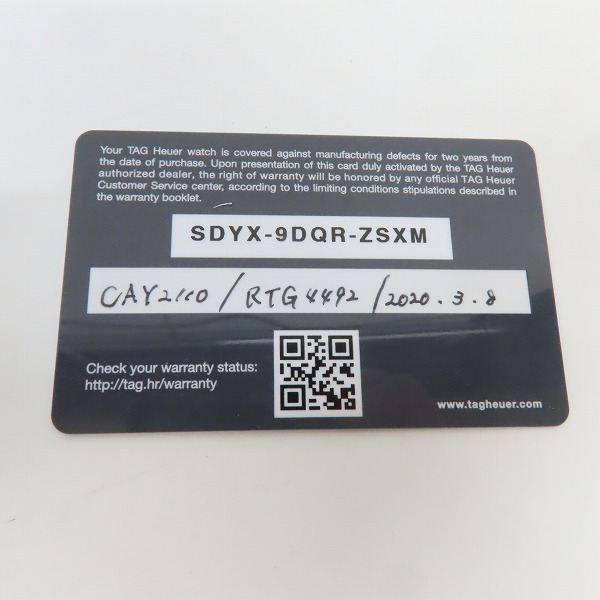 Your TAG Heuer watch is covered against manufacturing defects for two years from
the date of purchase. Upon presentation of this card duly activated by the TAG Heuer
authorized dealer, the right of warranty will be honored by any official TAG Heuer
Customer Service center, according to the limiting conditions stipulations described in
the warranty booklet.
SDYX-9DQR-ZSXM
CAY2110 / RTG4492 / 2020.3.8
Check your warranty status:
http://tag.hr/warranty
www.tagheuer.com